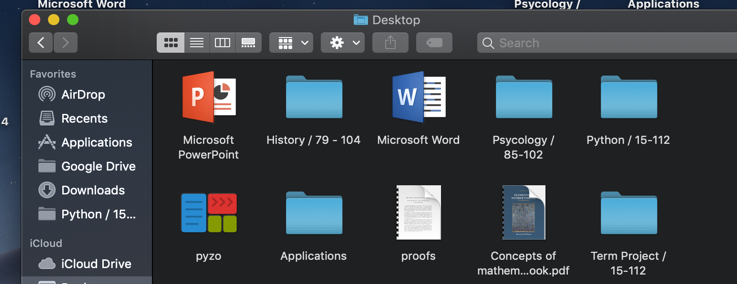 Microsoft Word
Psycology /
Applications
Desktop
Search
4
Favorites
AirDrop
Recents
Applications
Google Drive
Downloads
Python / 15...
iCloud
iCloud Drive
Microsoft
PowerPoint
History / 79 - 104
Microsoft Word
Psycology /
85-102
Python / 15-112
pyzo
Applications
proofs
Concepts of
mathem...ook.pdf
Term Project /
15-112